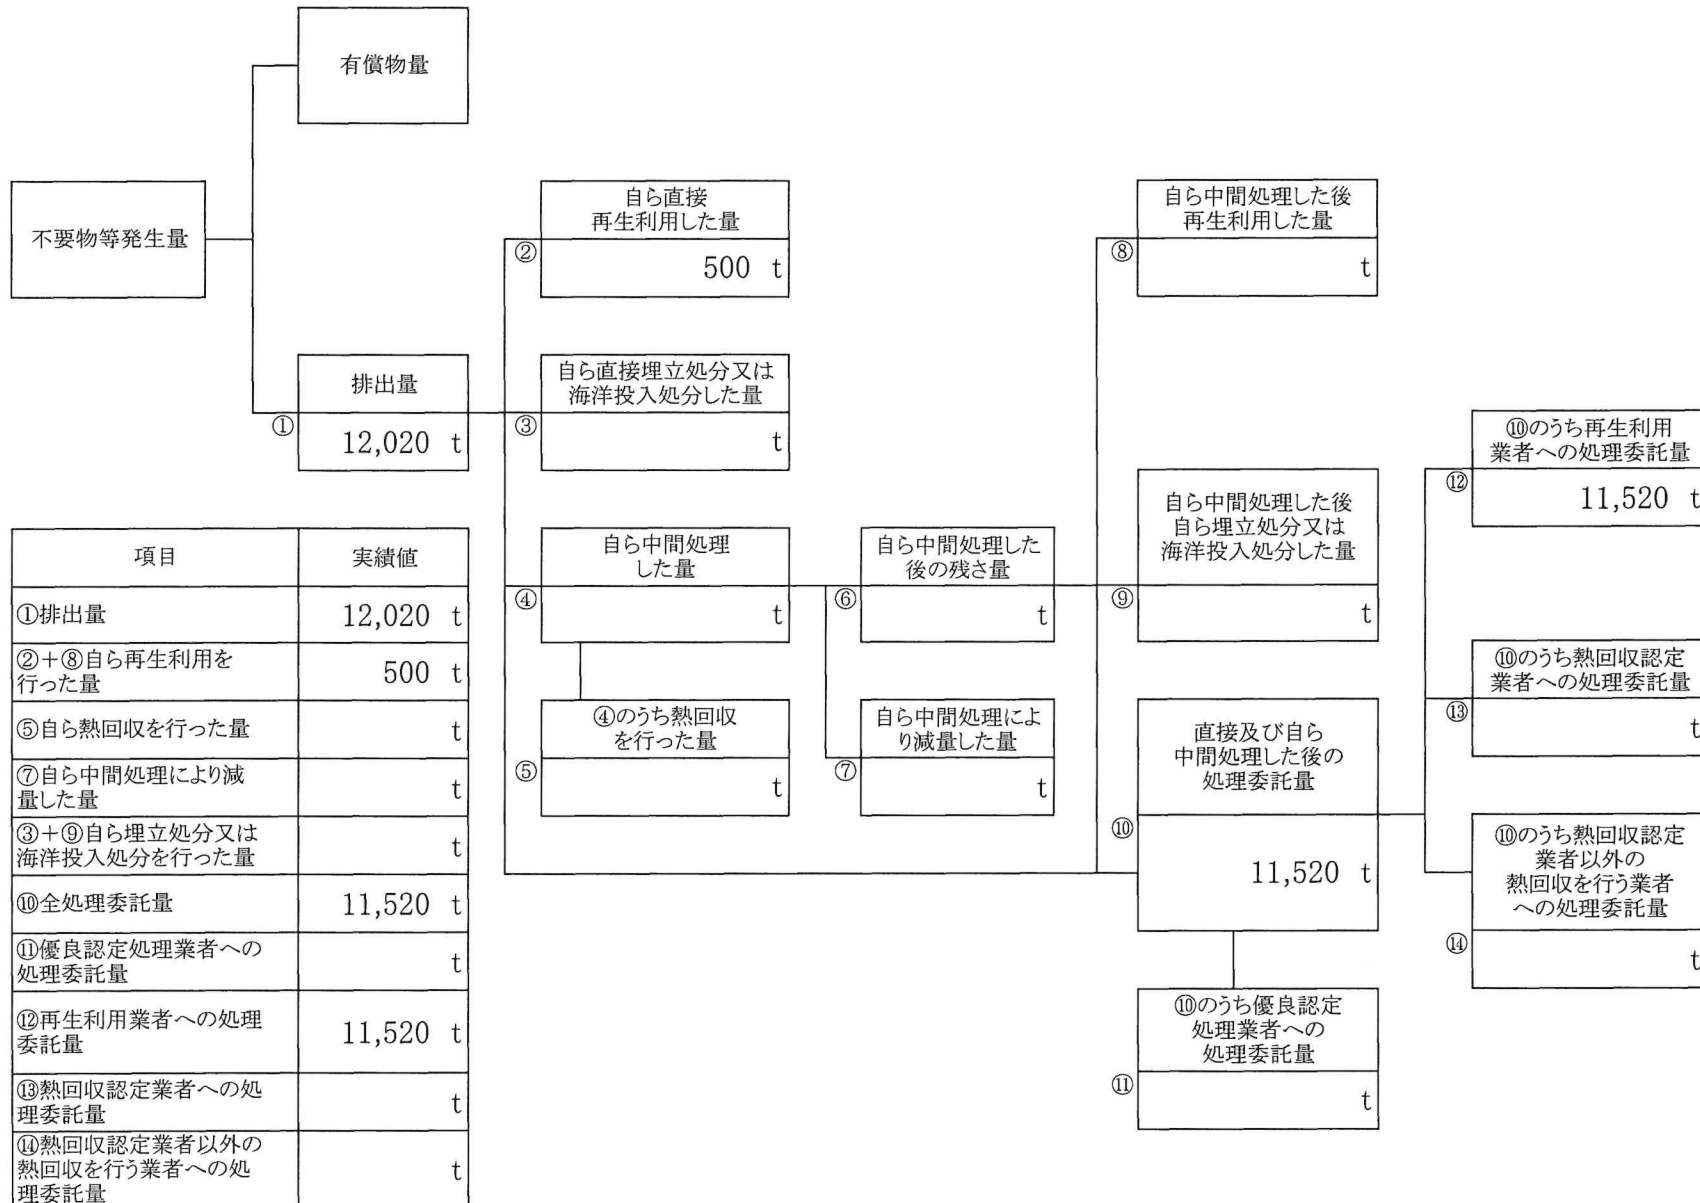 有償物量
不要物等発生量
排出量
①
12,020 t
自ら直接
再生利用した量
②
500 t
自ら直接埋立処分又は
海洋投入処分した量
③
t
自ら中間処理
した量
④
t
④のうち熱回収
を行った量
⑤
t
自ら中間処理した
後の残さ量
⑥
t
自ら中間処理によ
り減量した量
⑦
t
自ら中間処理した後
再生利用した量
⑧
t
自ら中間処理した後
自ら埋立処分又は
海洋投入処分した量
⑨
t
直接及び自ら
中間処理した後の
処理委託量
⑩
11,520 t
⑩のうち優良認定
処理業者への
処理委託量
⑪
t
⑩のうち再生利用
業者への処理委託量
⑫
11,520 t
⑩のうち熱回収認定
業者への処理委託量
⑬
t
⑩のうち熱回収認定
業者以外の
熱回収を行う業者
への処理委託量
⑭
t
項目 実績値
①排出量 12,020 t
②+⑧自ら再生利用を
行った量 500 t
⑤自ら熱回収を行った量 t
⑦自ら中間処理により減
量した量 t
③+⑨自ら埋立処分又は
海洋投入処分を行った量 t
⑩全処理委託量 11,520 t
⑪優良認定処理業者への
処理委託量 t
⑫再生利用業者への処理
委託量 11,520 t
⑬熱回収認定業者への処
理委託量 t
⑭熱回収認定業者以外の
熱回収を行う業者への処
理委託量 t